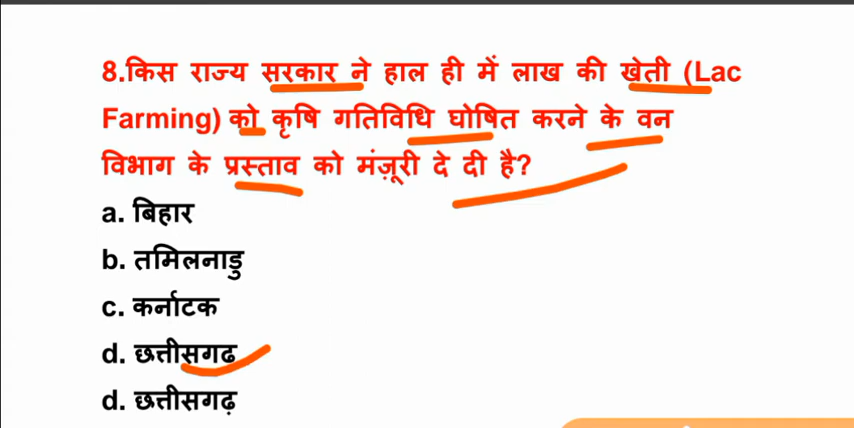 8.किस राज्य सरकार ने हाल ही में लाख की खेती (Lac
Farming) को कृषि गतिविधि घोषित करने के वन
विभाग के प्रस्ताव को मंज़ूरी दे दी है?
a. बिहार
b. तमिलनाडु
c. कर्नाटक
d. छत्तीसगढ
d. छत्तीसगढ़